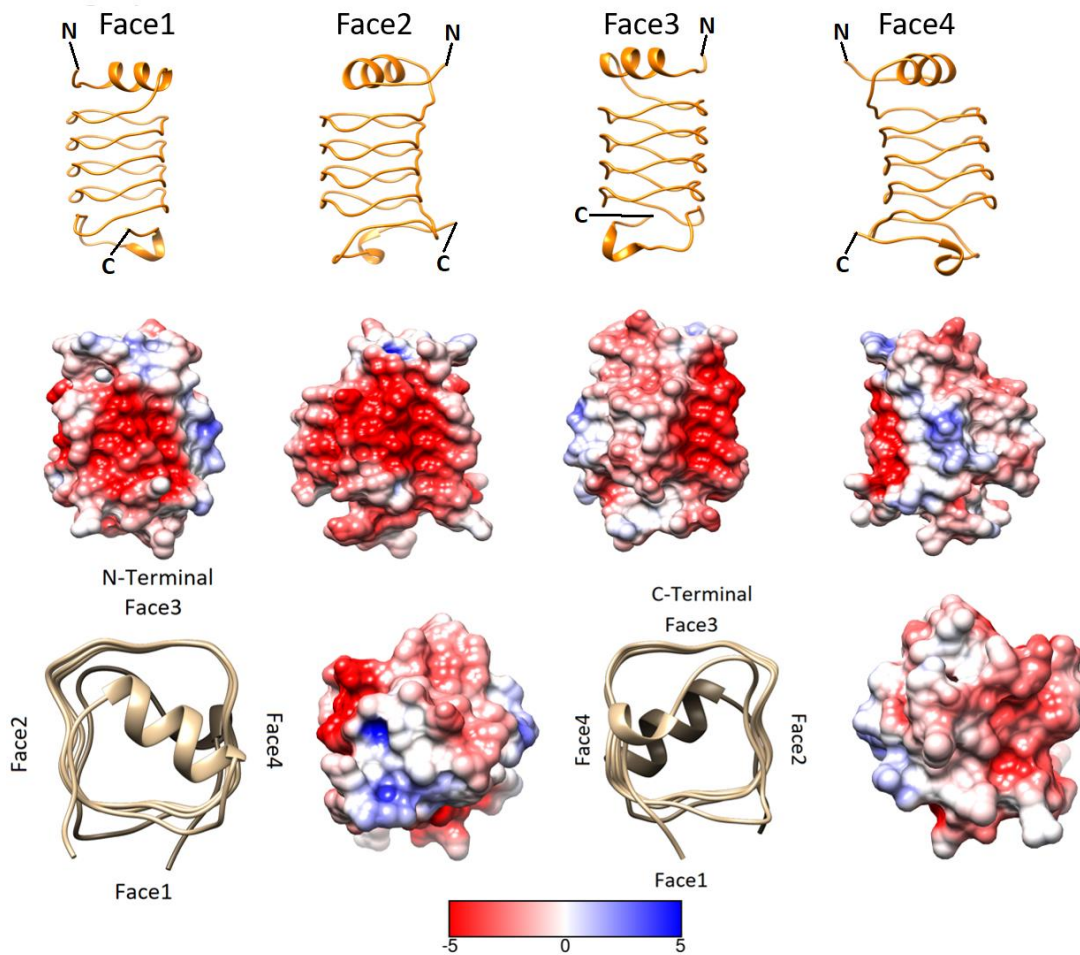 Face1
Face2
Face3
Face4
N
N
N
N
C
C
C
C
N-Terminal
Face3
Face2
Face4
Face1
C-Terminal
Face3
Face4
Face2
Face1
-5
0
5